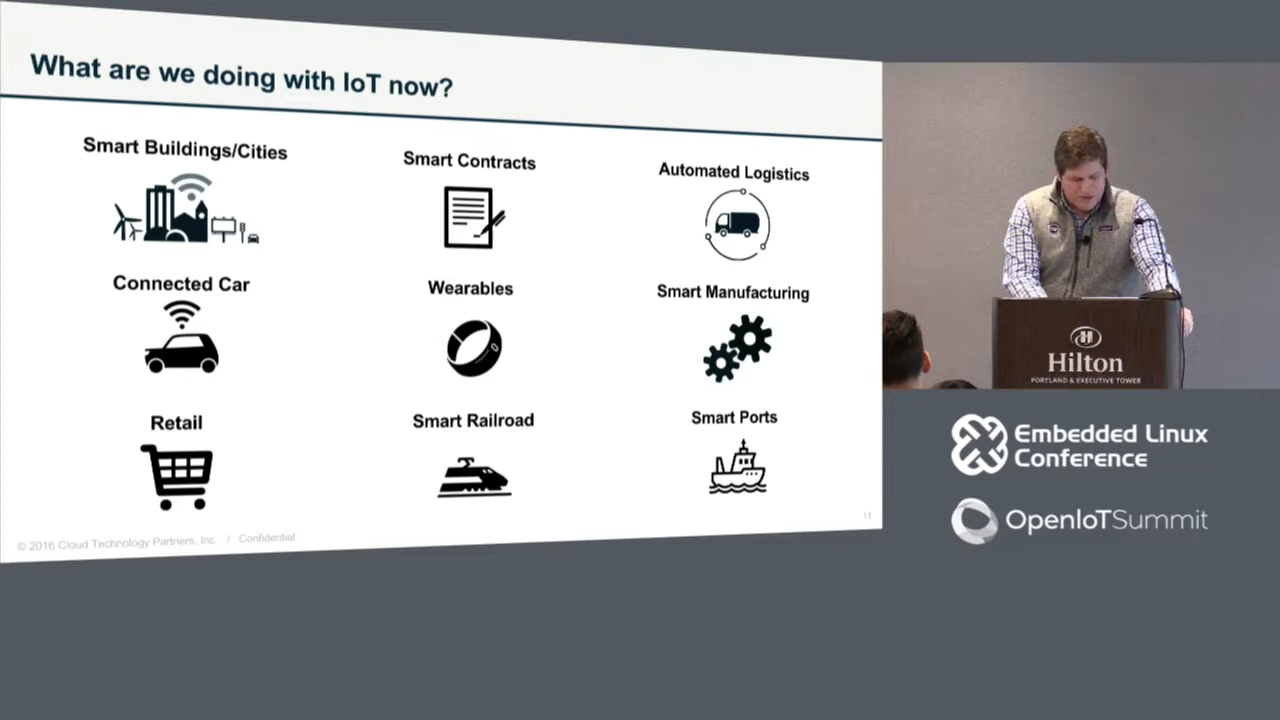 What are we doing with IoT now?
Smart Buildings/Cities
Smart Contracts
Automated Logistics
Connected Car
Wearables
Smart Manufacturing
Retail
Smart Railroad
Smart Ports
11
© 2016 Cloud Technology Partners, Inc. / Confidential
Hilton
PORTLAND & EXECUTIVE TOWER
Embedded Linux
Conference
OpenIoTSummit